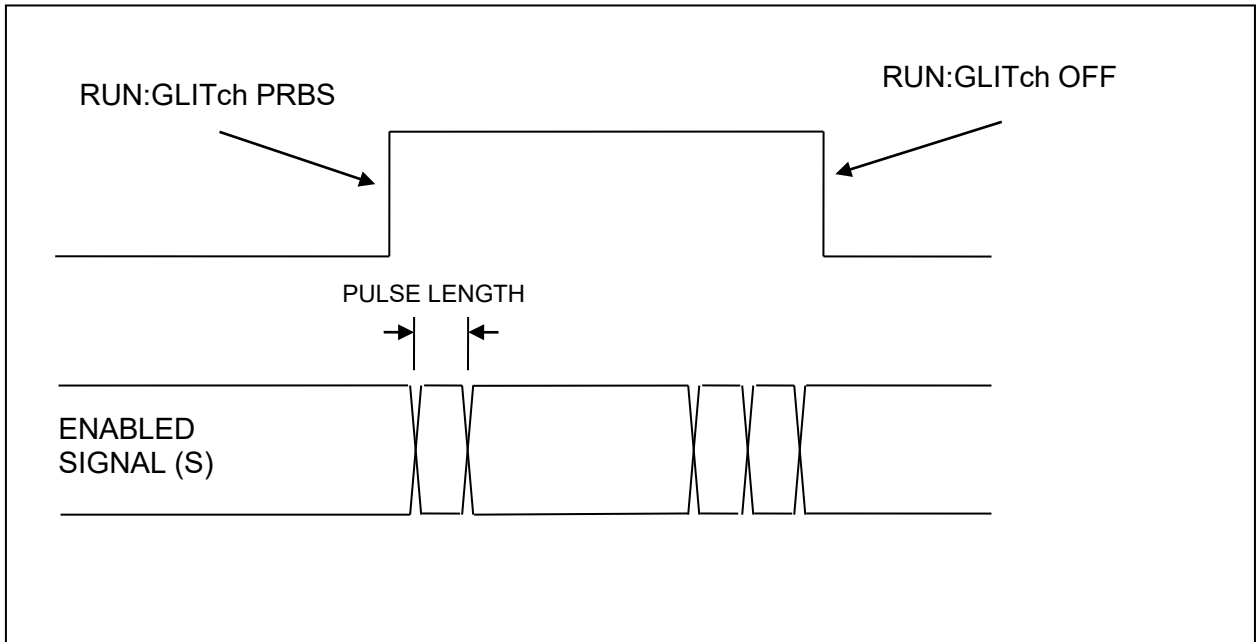 RUN:GLITch PRBS
RUN:GLITch OFF
PULSE LENGTH
ENABLED
SIGNAL (S)